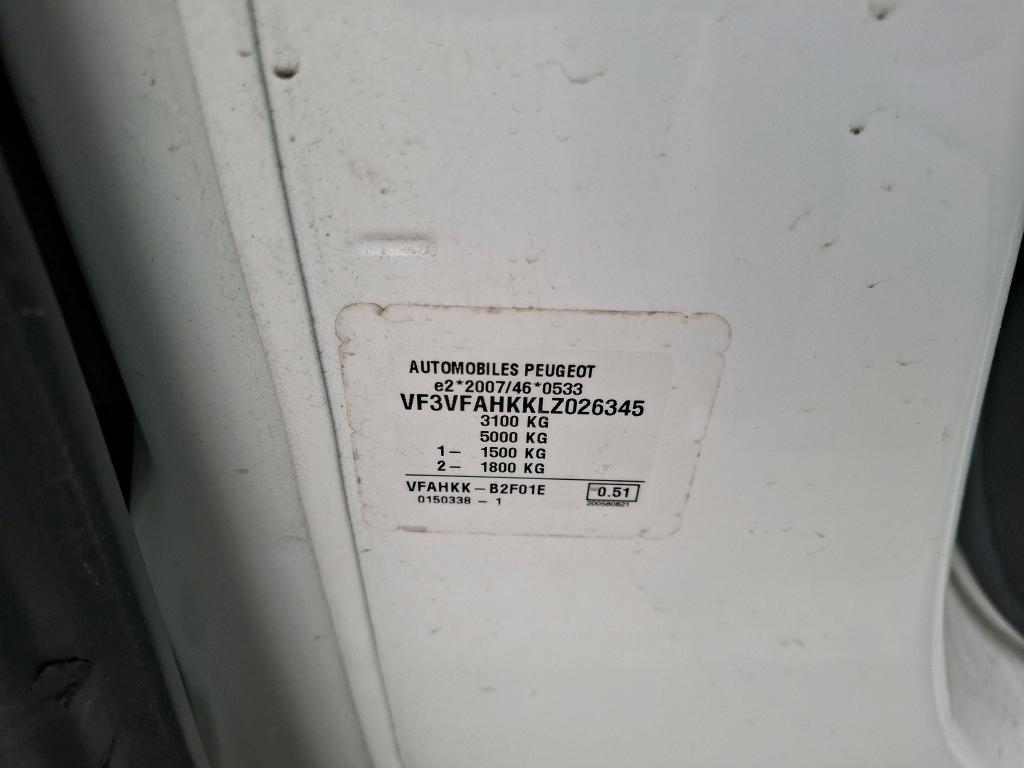 AUTOMOBILES PEUGEOT
e2*2007/46*0533
VF3VFAHKKLZ026345
3100 KG
5000 KG
1- 1500 KG
2- 1800 KG
VFAHKK-B2F01E
0.51
0150338 - 1
200580821